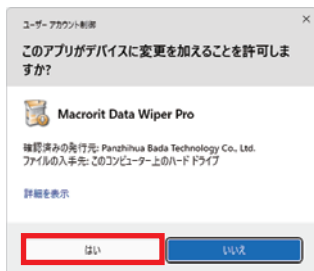 ユーザー アカウント制御
このアプリがデバイスに変更を加えることを許可しま
すか?
Macrorit Data Wiper Pro
確認済みの発行元: Panzhihua Bada Technology Co., Ltd.
ファイルの入手先: このコンピューター上のハード ドライブ
詳細を表示
はい
いいえ